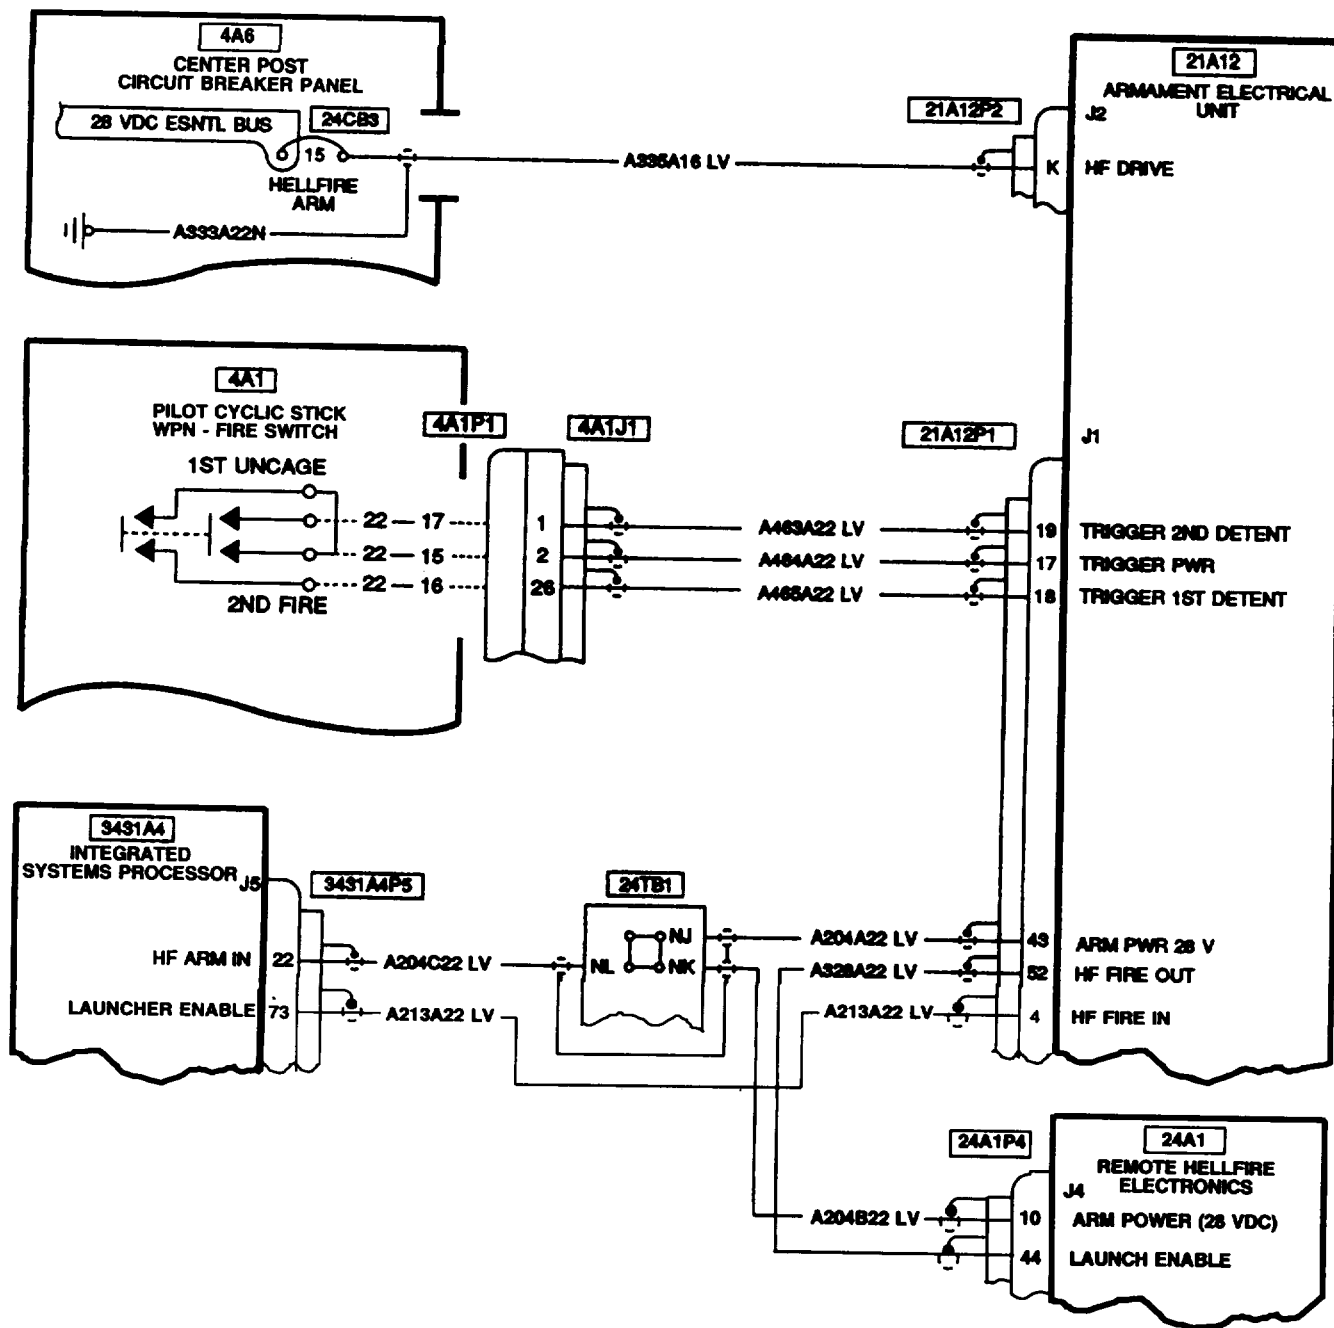 4A6
CENTER POST
CIRCUIT BREAKER PANEL
28 VDC ESNTL BUS
24CB3
15
HELLFIRE
ARM
A333A22N
A335A16 LV
21A12P2
K
J2
HF DRIVE
21A12
ARMAMENT ELECTRICAL
UNIT
4A1
PILOT CYCLIC STICK
WPN - FIRE SWITCH
1ST UNCAGE
2ND FIRE
22 - 17
22 - 15
22 - 16
4A1P1
1
2
26
4A1J1
A463A22 LV
A464A22 LV
A465A22 LV
21A12P1
J1
19 TRIGGER 2ND DETENT
17 TRIGGER PWR
18 TRIGGER 1ST DETENT
3431A4
INTEGRATED
SYSTEMS PROCESSOR
J5
3431A4P5
HF ARM IN 22
LAUNCHER ENABLE 73
A204C22 LV
A213A22 LV
24TB1
NJ
NL
NK
A204A22 LV
A328A22 LV
A213A22 LV
43 ARM PWR 28 V
52 HF FIRE OUT
4 HF FIRE IN
24A1P4
24A1
REMOTE HELLFIRE
ELECTRONICS
J4
A204B22 LV
10 ARM POWER (28 VDC)
44 LAUNCH ENABLE